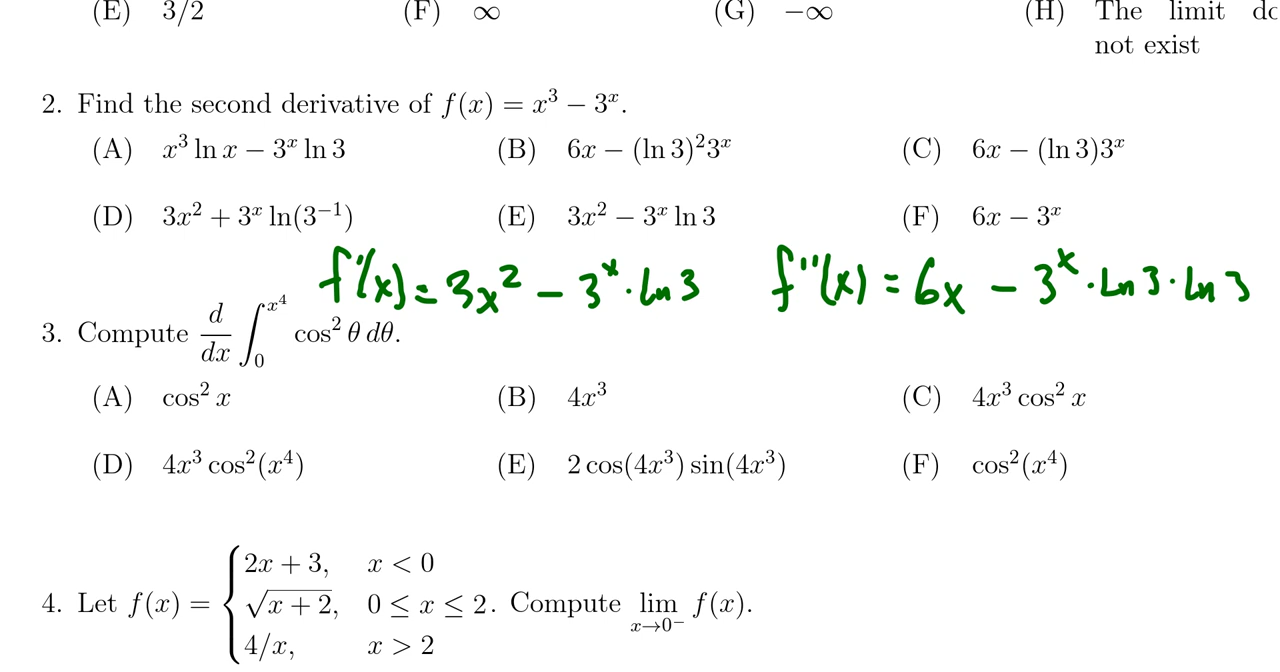 (E) 3/2 (F) ∞ (G) −∞ (H) The limit
not exist
2. Find the second derivative of f(x) = x³ − 3ˣ.
(A) x³ ln x − 3ˣ ln 3 (B) 6x − (ln 3)²3ˣ (C) 6x − (ln 3)3ˣ
(D) 3x² + 3ˣ ln(3⁻¹) (E) 3x² − 3ˣ ln 3 (F) 6x − 3ˣ
f'(x) = 3x² − 3ˣ · ln 3 f''(x) = 6x − 3ˣ · Ln 3 · Ln 3
3. Compute d/dx ∫₀^{x⁴} cos² θ dθ.
(A) cos² x (B) 4x³ (C) 4x³ cos² x
(D) 4x³ cos²(x⁴) (E) 2 cos(4x³) sin(4x³) (F) cos²(x⁴)
2x + 3, x < 0
4. Let f(x) = { √(x + 2), 0 ≤ x ≤ 2. Compute lim x→0⁻ f(x).
4/x, x > 2